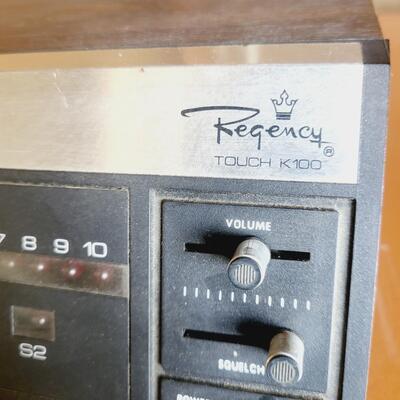 Regency®
TOUCH K100
VOLUME
7 8 9 10
S2
SQUELCH